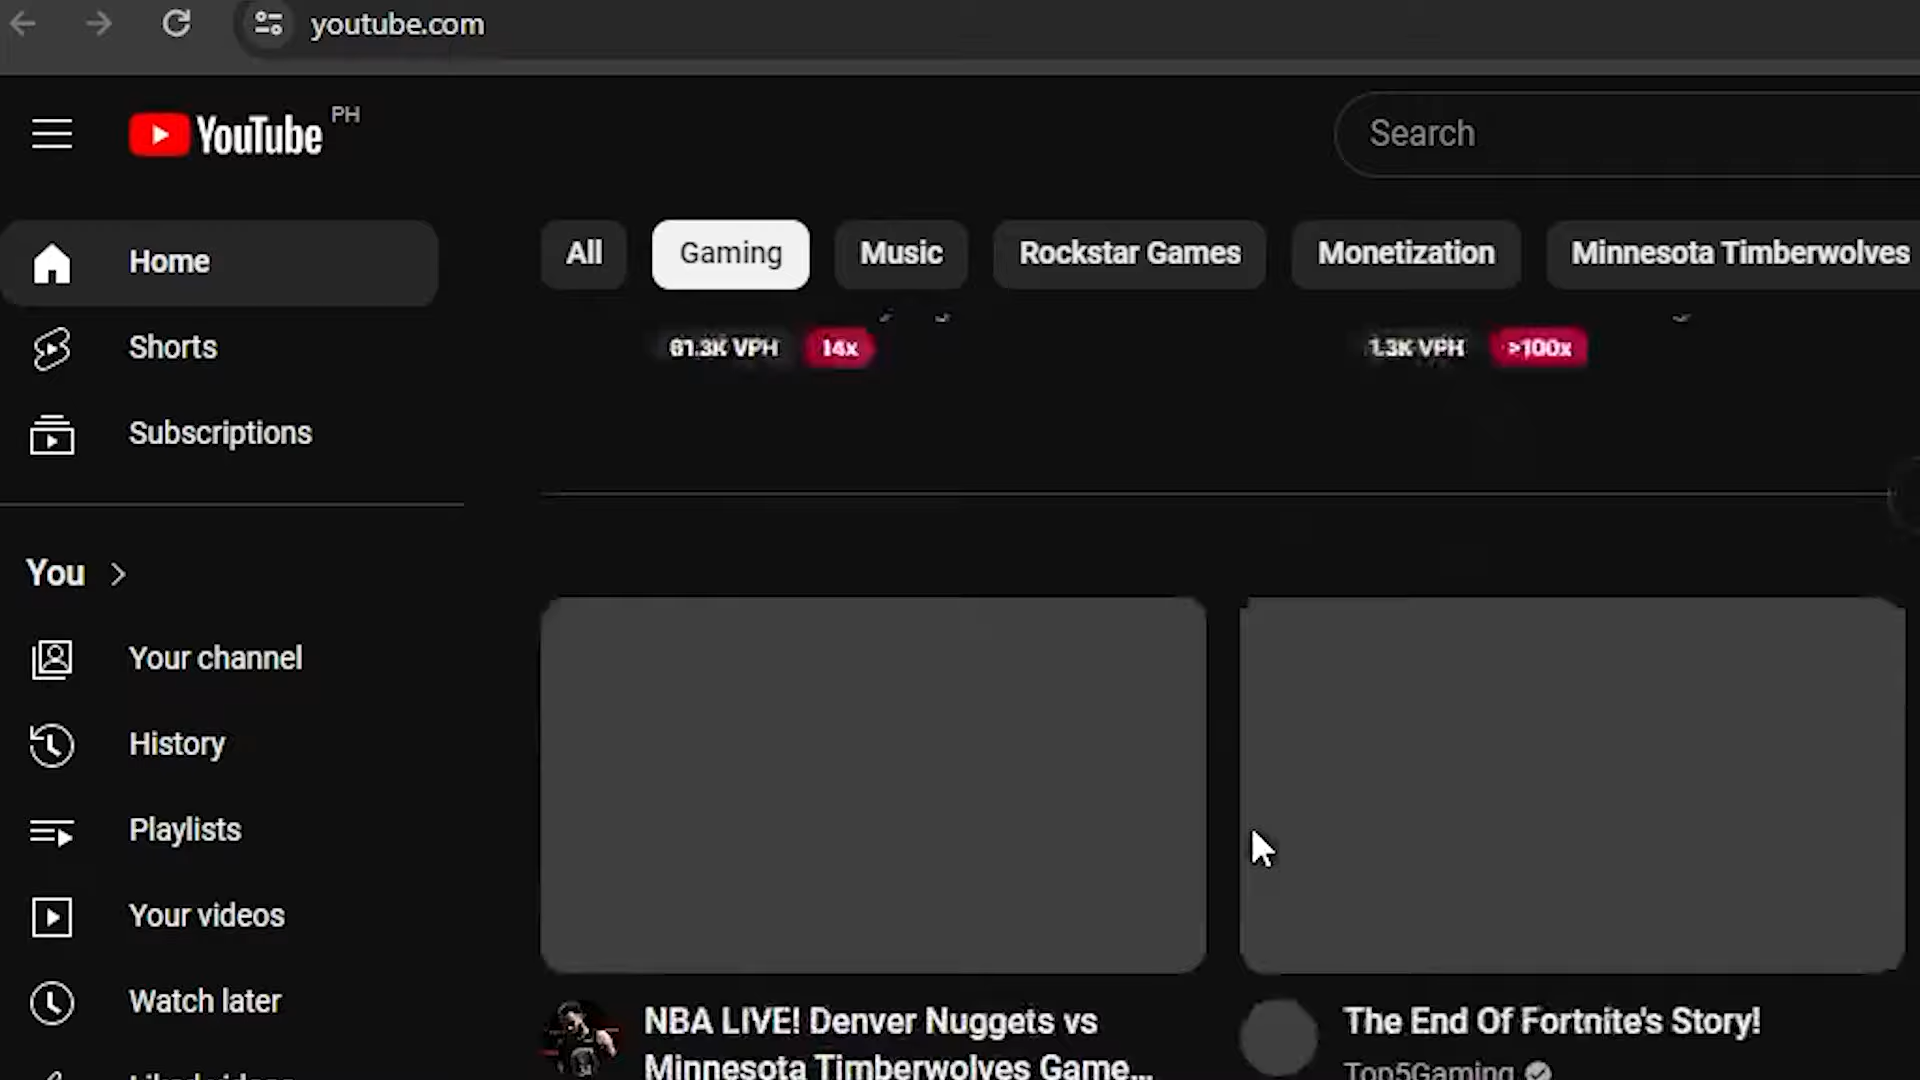 youtube.com
YouTube PH
Search
Home
Shorts
Subscriptions
You
Your channel
History
Playlists
Your videos
Watch later
All
Gaming
Music
Rockstar Games
Monetization
Minnesota Timberwolves
61.3K VPH
14x
1.3K VPH
>100x
NBA LIVE! Denver Nuggets vs
Minnesota Timberwolves Game...
The End Of Fortnite's Story!
Top5Gaming